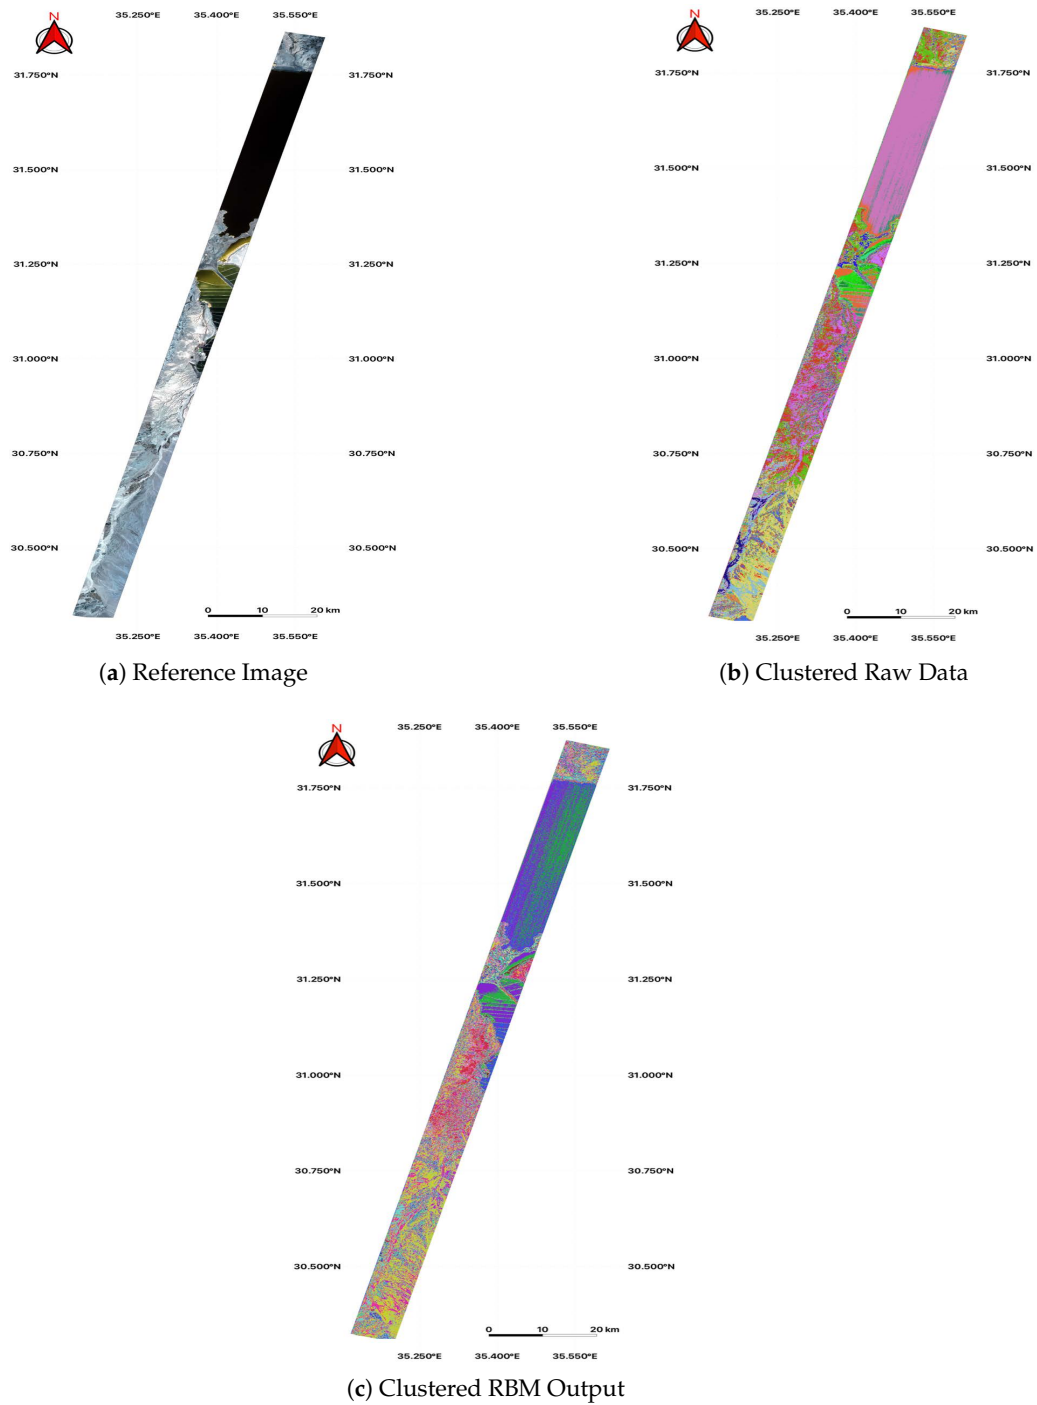 N
35.250°E 35.400°E 35.550°E
31.750°N 31.750°N
31.500°N 31.500°N
31.250°N 31.250°N
31.000°N 31.000°N
30.750°N 30.750°N
30.500°N 30.500°N
0 10 20 km
35.250°E 35.400°E 35.550°E
(a) Reference Image
N
35.250°E 35.400°E 35.550°E
31.750°N 31.750°N
31.500°N 31.500°N
31.250°N 31.250°N
31.000°N 31.000°N
30.750°N 30.750°N
30.500°N 30.500°N
0 10 20 km
35.250°E 35.400°E 35.550°E
(b) Clustered Raw Data
N
35.250°E 35.400°E 35.550°E
31.750°N 31.750°N
31.500°N 31.500°N
31.250°N 31.250°N
31.000°N 31.000°N
30.750°N 30.750°N
30.500°N 30.500°N
0 10 20 km
35.250°E 35.400°E 35.550°E
(c) Clustered RBM Output